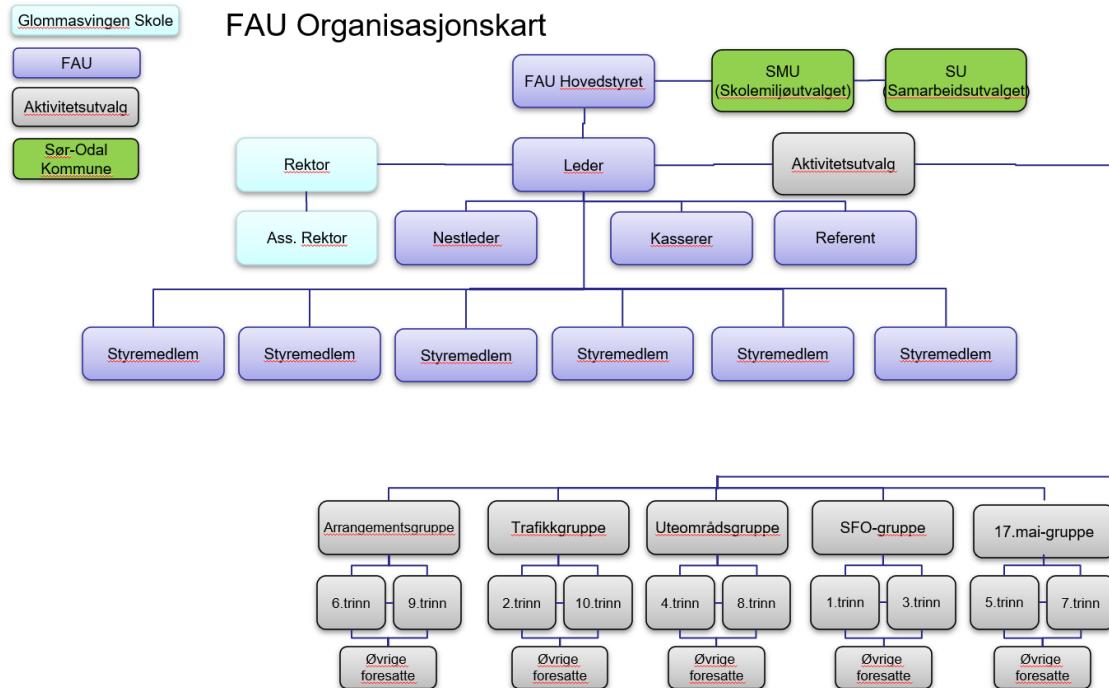 Glommasvingen Skole
FAU
Aktivitetsutvalg
Sør-Odal
Kommune
FAU Organisasjonskart
FAU Hovedstyret
SMU
(Skolemiljøutvalget)
SU
(Samarbeidsutvalget)
Rektor
Leder
Aktivitetsutvalg
Ass. Rektor
Nestleder
Kasserer
Referent
Styremedlem
Styremedlem
Styremedlem
Styremedlem
Styremedlem
Styremedlem
Arrangementsgruppe
Trafikkgruppe
Uteområdsgruppe
SFO-gruppe
17.mai-gruppe
6.trinn
9.trinn
2.trinn
10.trinn
4.trinn
8.trinn
1.trinn
3.trinn
5.trinn
7.trinn
Øvrige
foresatte
Øvrige
foresatte
Øvrige
foresatte
Øvrige
foresatte
Øvrige
foresatte